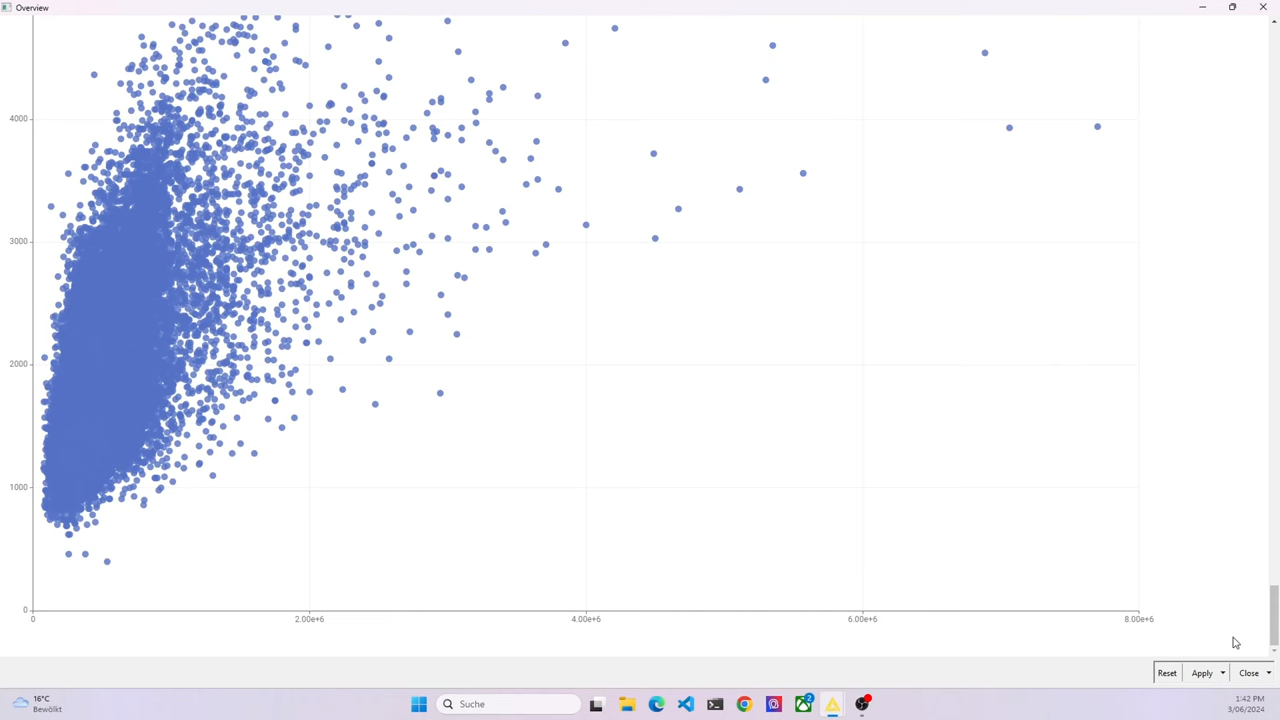 Overview
4000
3000
2000
1000
0
0 2.00e+6 4.00e+6 6.00e+6 8.00e+6
Reset Apply Close
16°C
Bewölkt
Suche
2
1:42 PM
3/06/2024